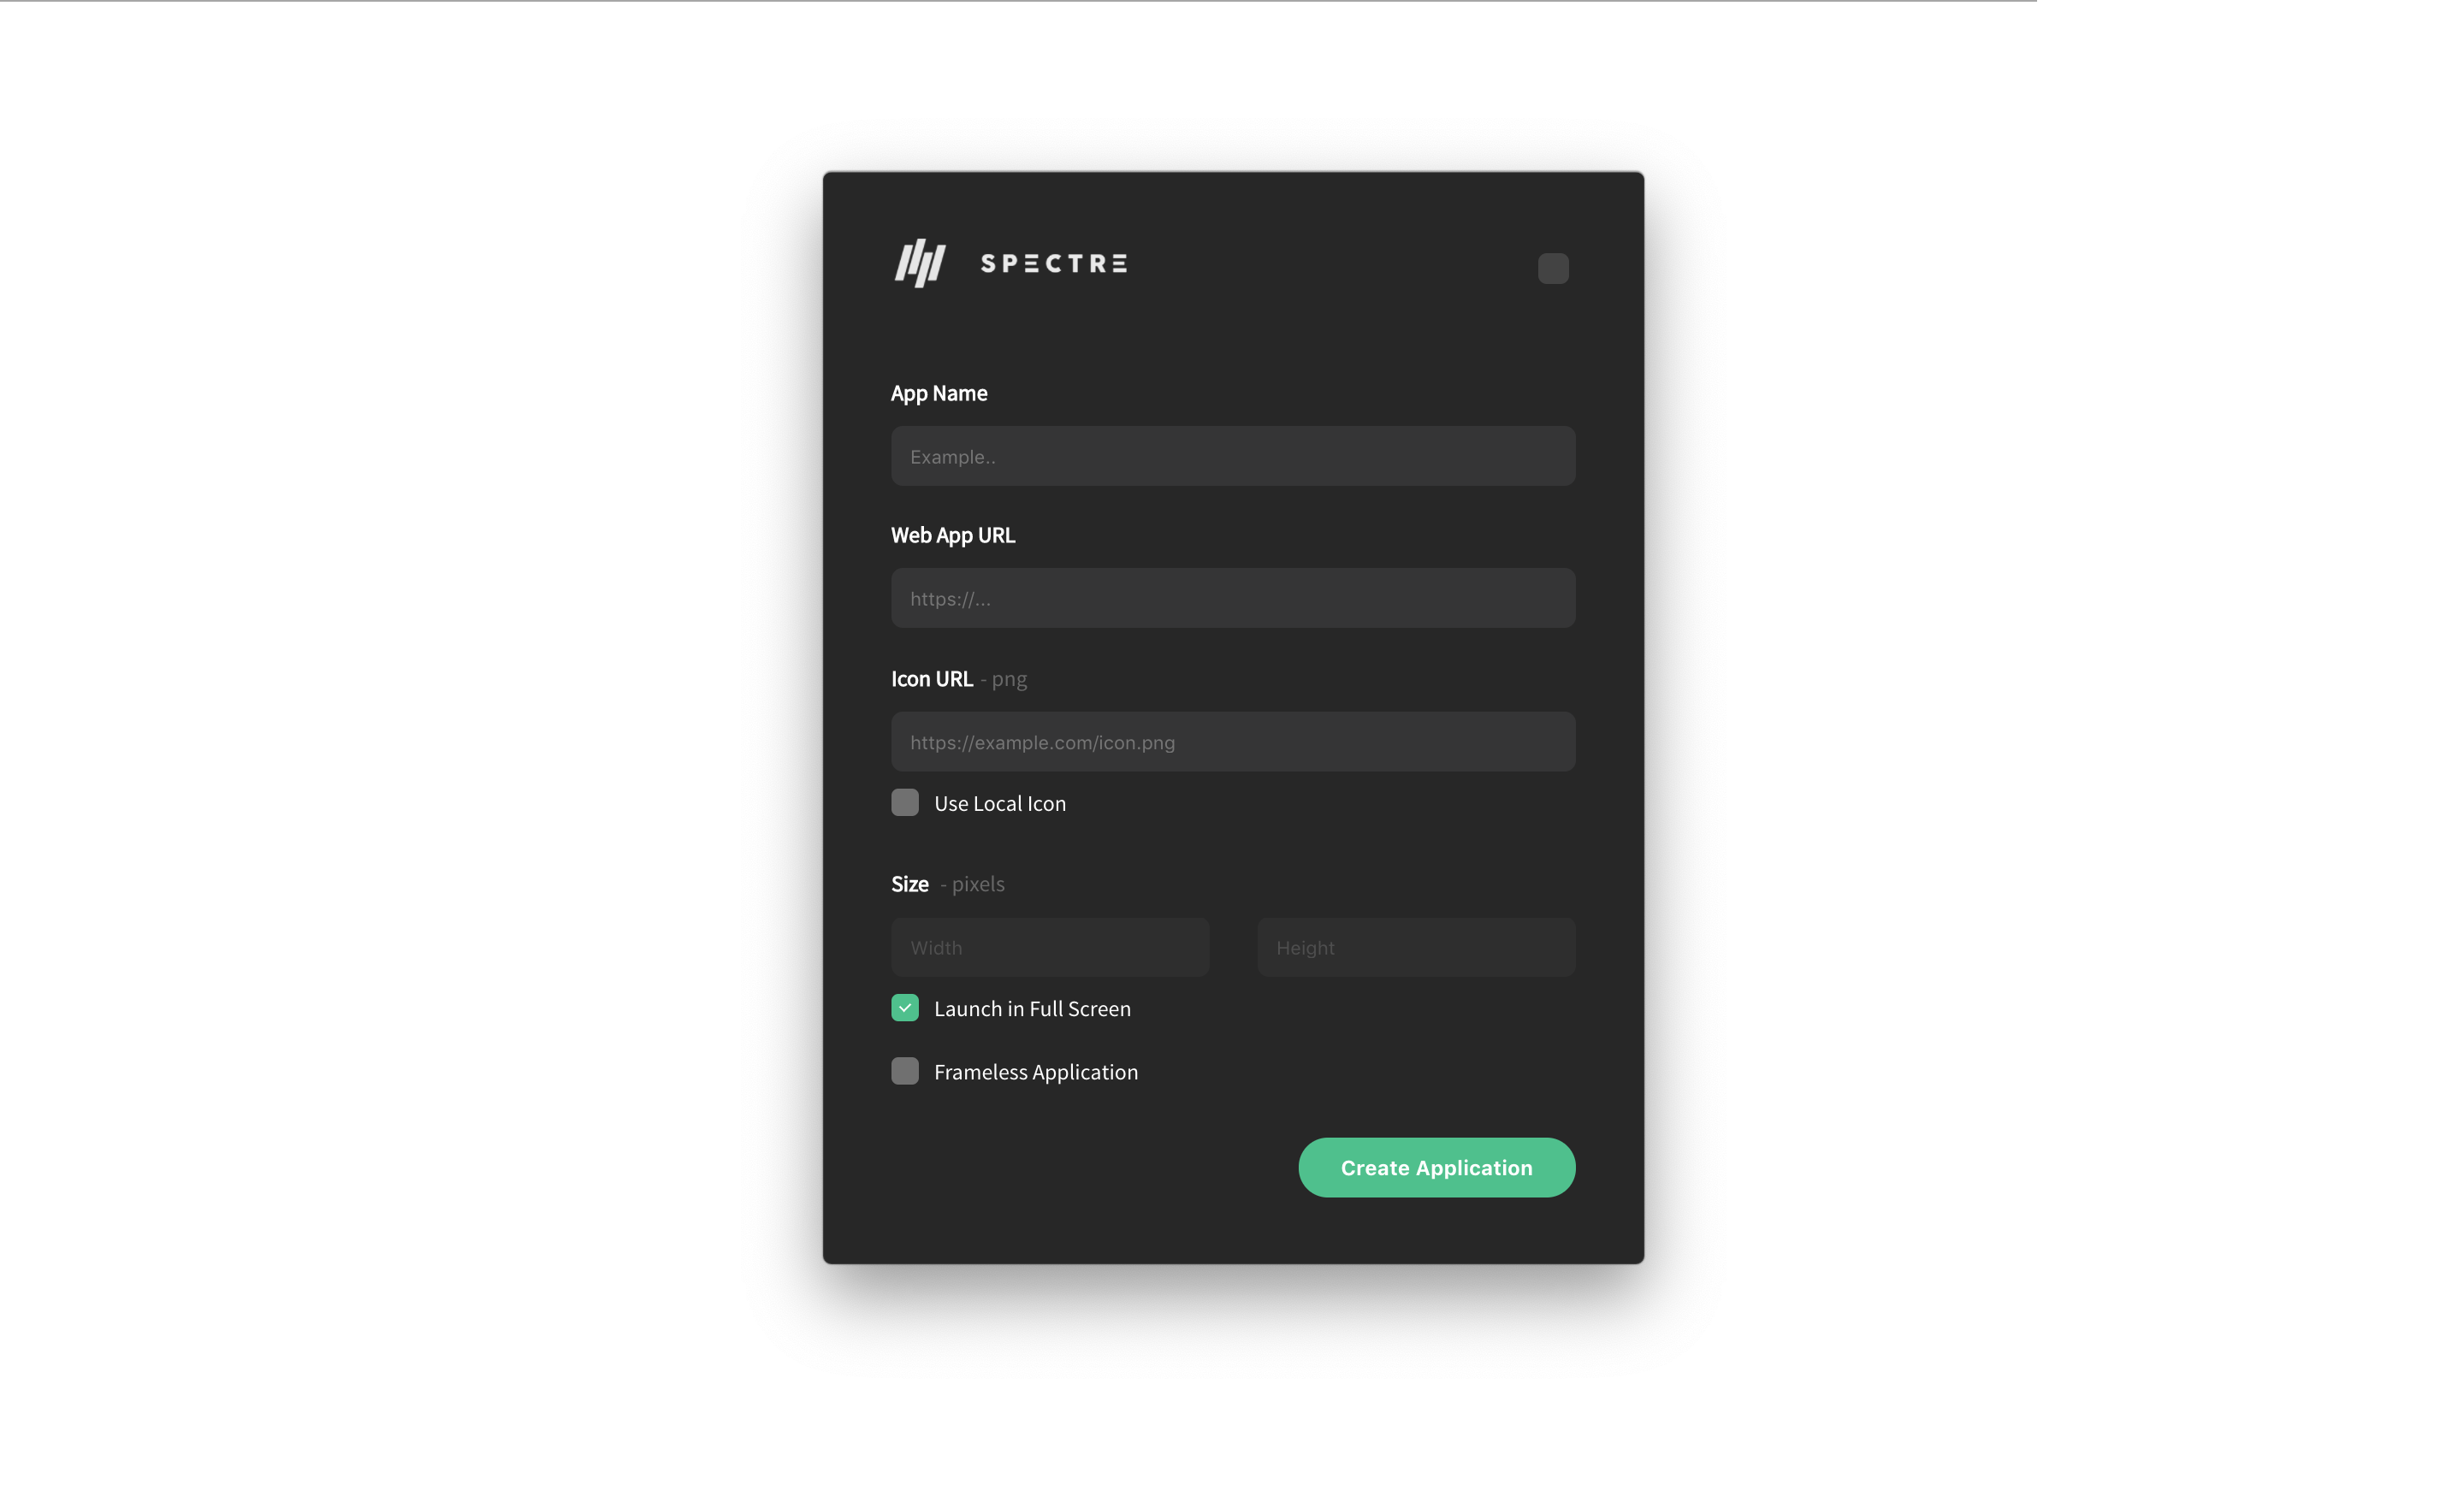 SPECTRE
App Name
Example..
Web App URL
https://...
Icon URL - png
https://example.com/icon.png
Use Local Icon
Size - pixels
Width Height
Launch in Full Screen
Frameless Application
Create Application